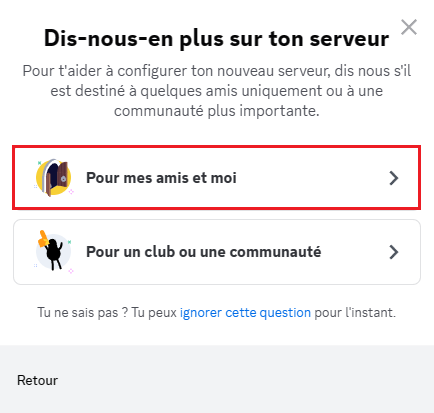 Dis-nous-en plus sur ton serveur
Pour t'aider à configurer ton nouveau serveur, dis nous s'il
est destiné à quelques amis uniquement ou à une
communauté plus importante.
Pour mes amis et moi
Pour un club ou une communauté
Tu ne sais pas ? Tu peux ignorer cette question pour l'instant.
Retour